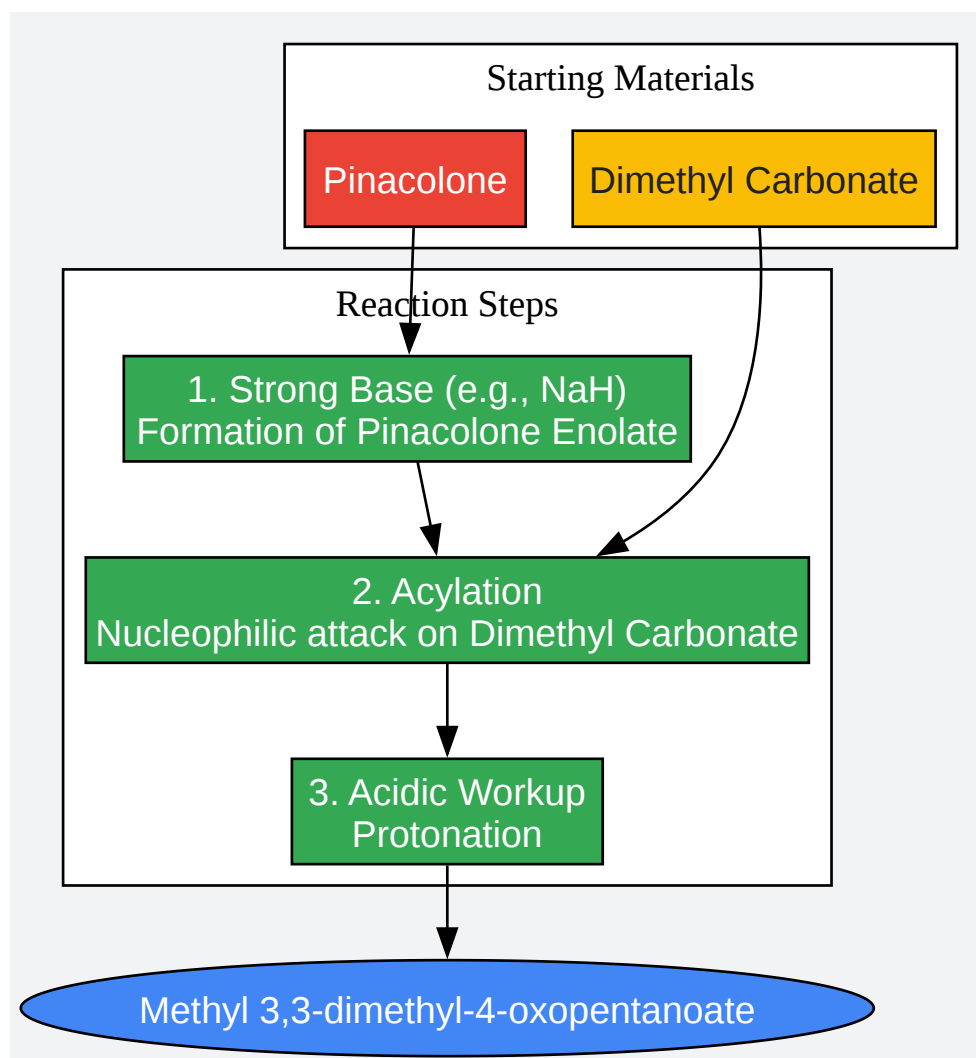 Starting Materials
Pinacolone
Dimethyl Carbonate
Reaction Steps
1. Strong Base (e.g., NaH)
Formation of Pinacolone Enolate
2. Acylation
Nucleophilic attack on Dimethyl Carbonate
3. Acidic Workup
Protonation
Methyl 3,3-dimethyl-4-oxopentanoate